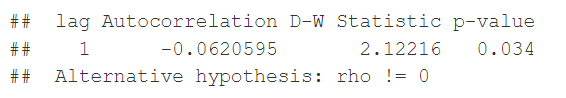 ##  lag Autocorrelation D-W Statistic p-value
##    1      -0.0620595       2.12216   0.034
##  Alternative hypothesis: rho != 0